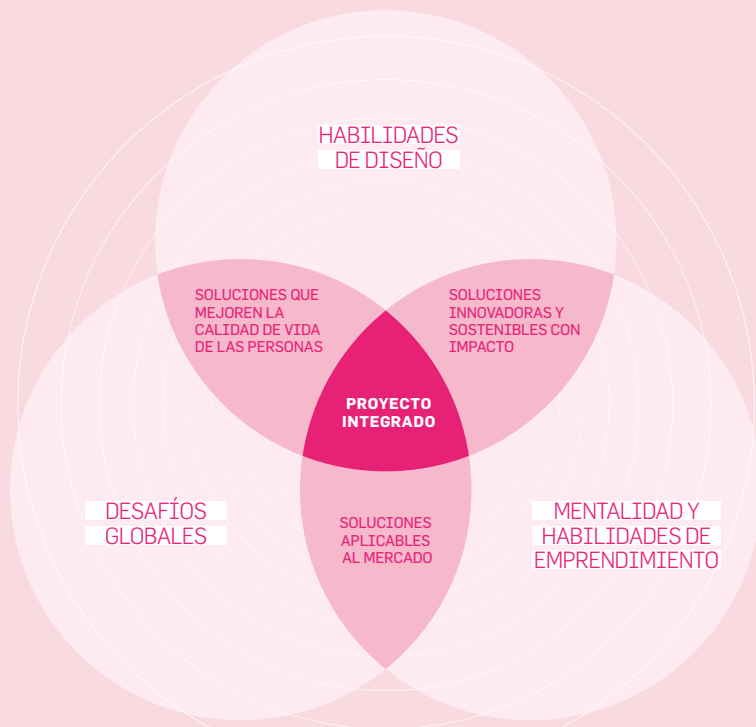 HABILIDADES
DE DISEÑO
SOLUCIONES QUE
MEJOREN LA
CALIDAD DE VIDA
DE LAS PERSONAS
SOLUCIONES
INNOVADORAS Y
SOSTENIBLES CON
IMPACTO
PROYECTO
INTEGRADO
DESAFÍOS
GLOBALES
SOLUCIONES
APLICABLES
AL MERCADO
MENTALIDAD Y
HABILIDADES DE
EMPRENDIMIENTO